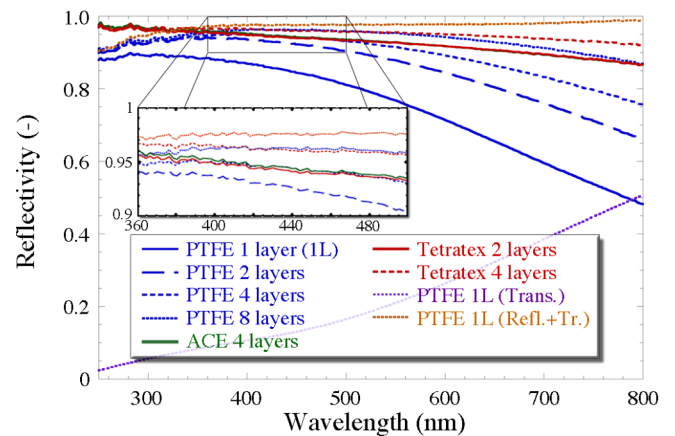 1.0
0.8
0.6
0.4
0.2
0
Reflectivity (-)
1
0.95
0.9
360 400 440 480
PTFE 1 layer (1L)
PTFE 2 layers
PTFE 4 layers
PTFE 8 layers
ACE 4 layers
Tetratex 2 layers
Tetratex 4 layers
PTFE 1L (Trans.)
PTFE 1L (Refl.+Tr.)
300 400 500 600 700 800
Wavelength (nm)